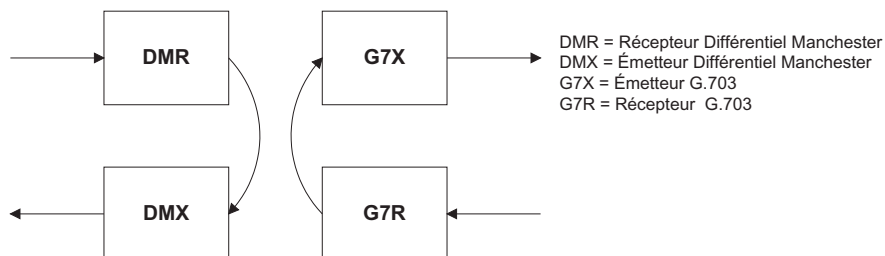 DMR
G7X
DMX
G7R
DMR = Récepteur Différentiel Manchester
DMX = Émetteur Différentiel Manchester
G7X = Émetteur G.703
G7R = Récepteur G.703